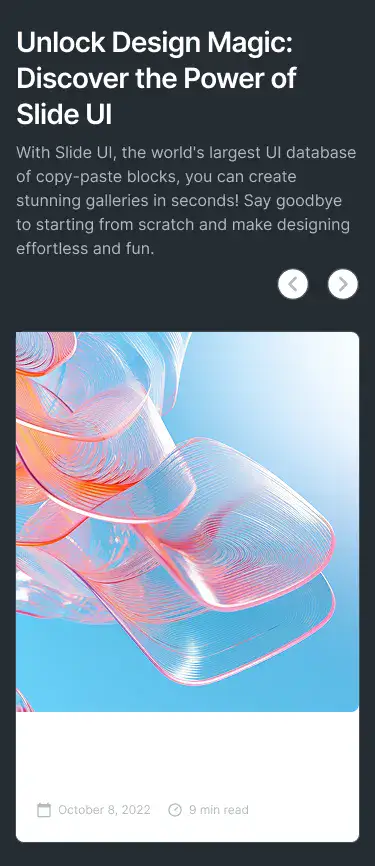 Unlock Design Magic:
Discover the Power of
Slide UI
With Slide UI, the world's largest UI database
of copy-paste blocks, you can create
stunning galleries in seconds! Say goodbye
to starting from scratch and make designing
effortless and fun.
October 8, 2022 9 min read